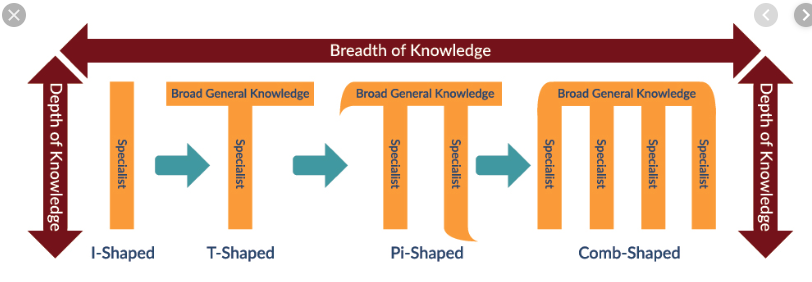 Breadth of Knowledge
Depth of Knowledge
Specialist
I-Shaped
Broad General Knowledge
Specialist
T-Shaped
Broad General Knowledge
Specialist
Specialist
Pi-Shaped
Broad General Knowledge
Specialist
Specialist
Specialist
Specialist
Comb-Shaped
Depth of Knowledge